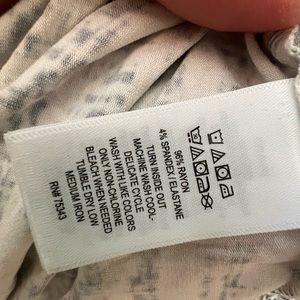 96% RAYON
4% SPANDEX / ELASTANE
TURN INSIDE OUT
MACHINE WASH COOL
DELICATE CYCLE
WASH WITH LIKE COLORS
ONLY NON-CHLORINE
BLEACH WHEN NEEDED
TUMBLE DRY LOW
MEDIUM IRON
RN# 75343